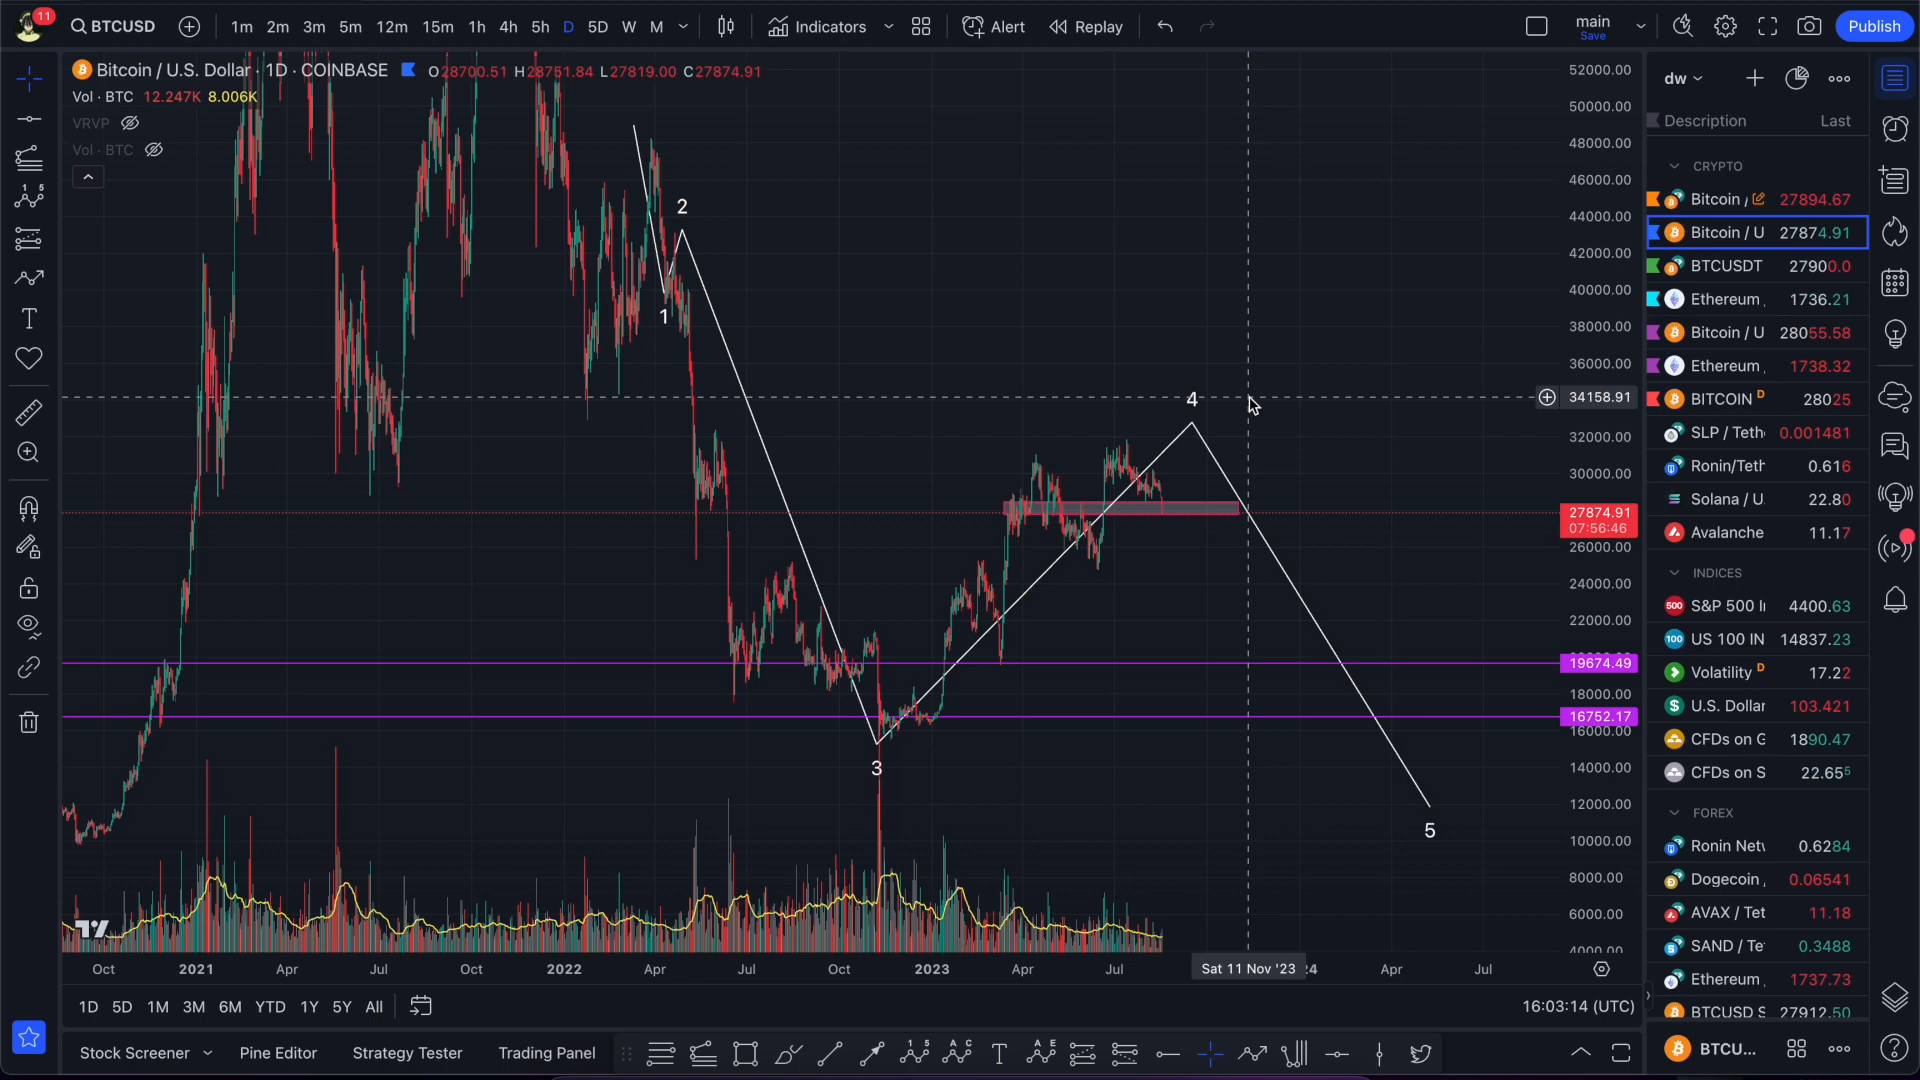 11
BTCUSD
1m 2m 3m 5m 12m 15m 1h 4h 5h D 5D W M
Indicators
Alert
Replay
main
Save
Publish
Bitcoin / U.S. Dollar · 1D · COINBASE
O28700.51 H28751.84 L27819.00 C27874.91
Vol · BTC 12.247K 8.006K
VRVP
Vol · BTC
52000.00
50000.00
48000.00
46000.00
44000.00
42000.00
40000.00
38000.00
36000.00
34158.91
32000.00
30000.00
27874.91
07:56:46
26000.00
24000.00
22000.00
19674.49
18000.00
16752.17
16000.00
14000.00
12000.00
10000.00
8000.00
6000.00
4000.00
1
2
3
4
5
Oct 2021 Apr Jul Oct 2022 Apr Jul Oct 2023 Apr Jul Sat 11 Nov '23 24 Apr Jul
1D 5D 1M 3M 6M YTD 1Y 5Y All
16:03:14 (UTC)
Stock Screener
Pine Editor
Strategy Tester
Trading Panel
dw
Description Last
CRYPTO
Bitcoin / 27894.67
Bitcoin / U 27874.91
BTCUSDT 27900.0
Ethereum 1736.21
Bitcoin / U 28055.58
Ethereum 1738.32
BITCOIN D 28025
SLP / Teth 0.001481
Ronin/Teth 0.616
Solana / U 22.80
Avalanche 11.17
INDICES
500 S&P 500 I 4400.63
100 US 100 IN 14837.23
Volatility D 17.22
U.S. Dollar 103.421
CFDs on G 1890.47
CFDs on S 22.655
FOREX
Ronin Net 0.6284
Dogecoin 0.06541
AVAX / Tet 11.18
SAND / Te 0.3488
Ethereum 1737.73
BTCUSD S 27912.50
BTCU...